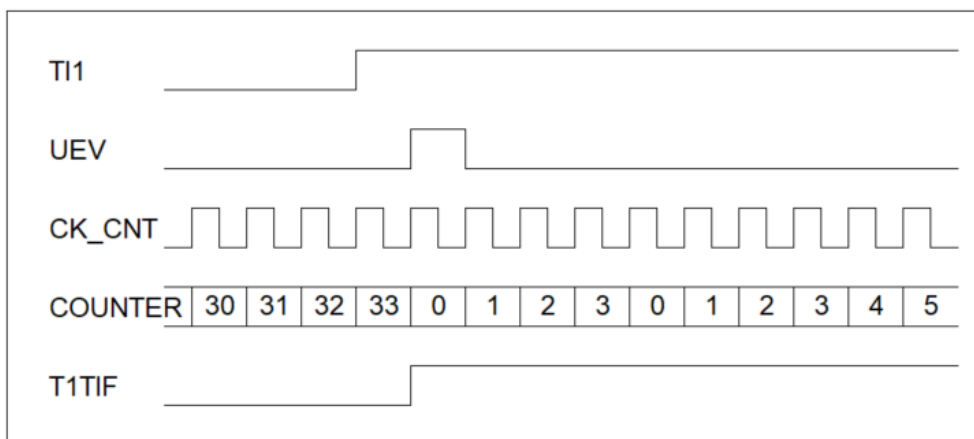 TI1
UEV
CK_CNT
COUNTER 30 31 32 33 0 1 2 3 0 1 2 3 4 5
T1TIF